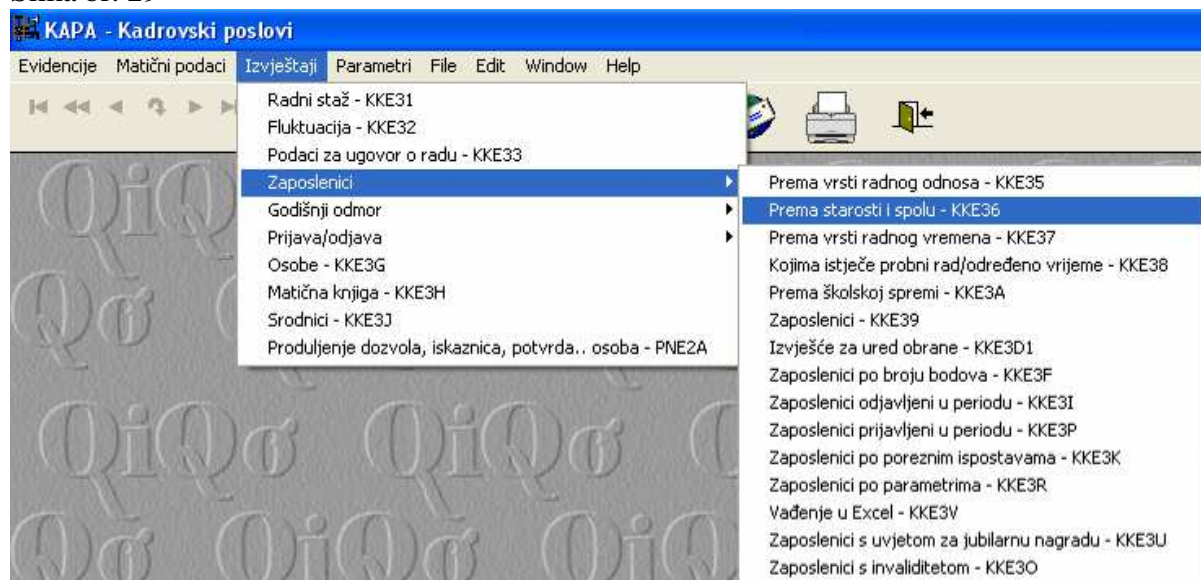 KAPA - Kadrovski poslovi
Evidencije Matični podaci Izvještaji Parametri File Edit Window Help
Radni staž - KKE31
Fluktuacija - KKE32
Podaci za ugovor o radu - KKE33
Zaposlenici
Godišnji odmor
Prijava/odjava
Osobe - KKE3G
Matična knjiga - KKE3H
Srodnici - KKE3J
Produljenje dozvola, iskaznica, potvrda.. osoba - PNE2A
Prema vrsti radnog odnosa - KKE35
Prema starosti i spolu - KKE36
Prema vrsti radnog vremena - KKE37
Kojima istječe probni rad/određeno vrijeme - KKE38
Prema školskoj spremi - KKE3A
Zaposlenici - KKE39
Izvješće za ured obrane - KKE3D1
Zaposlenici po broju bodova - KKE3F
Zaposlenici odjavljeni u periodu - KKE3I
Zaposlenici prijavljeni u periodu - KKE3P
Zaposlenici po poreznim ispostavama - KKE3K
Zaposlenici po parametrima - KKE3R
Vađenje u Excel - KKE3V
Zaposlenici s uvjetom za jubilarnu nagradu - KKE3U
Zaposlenici s invaliditetom - KKE3O